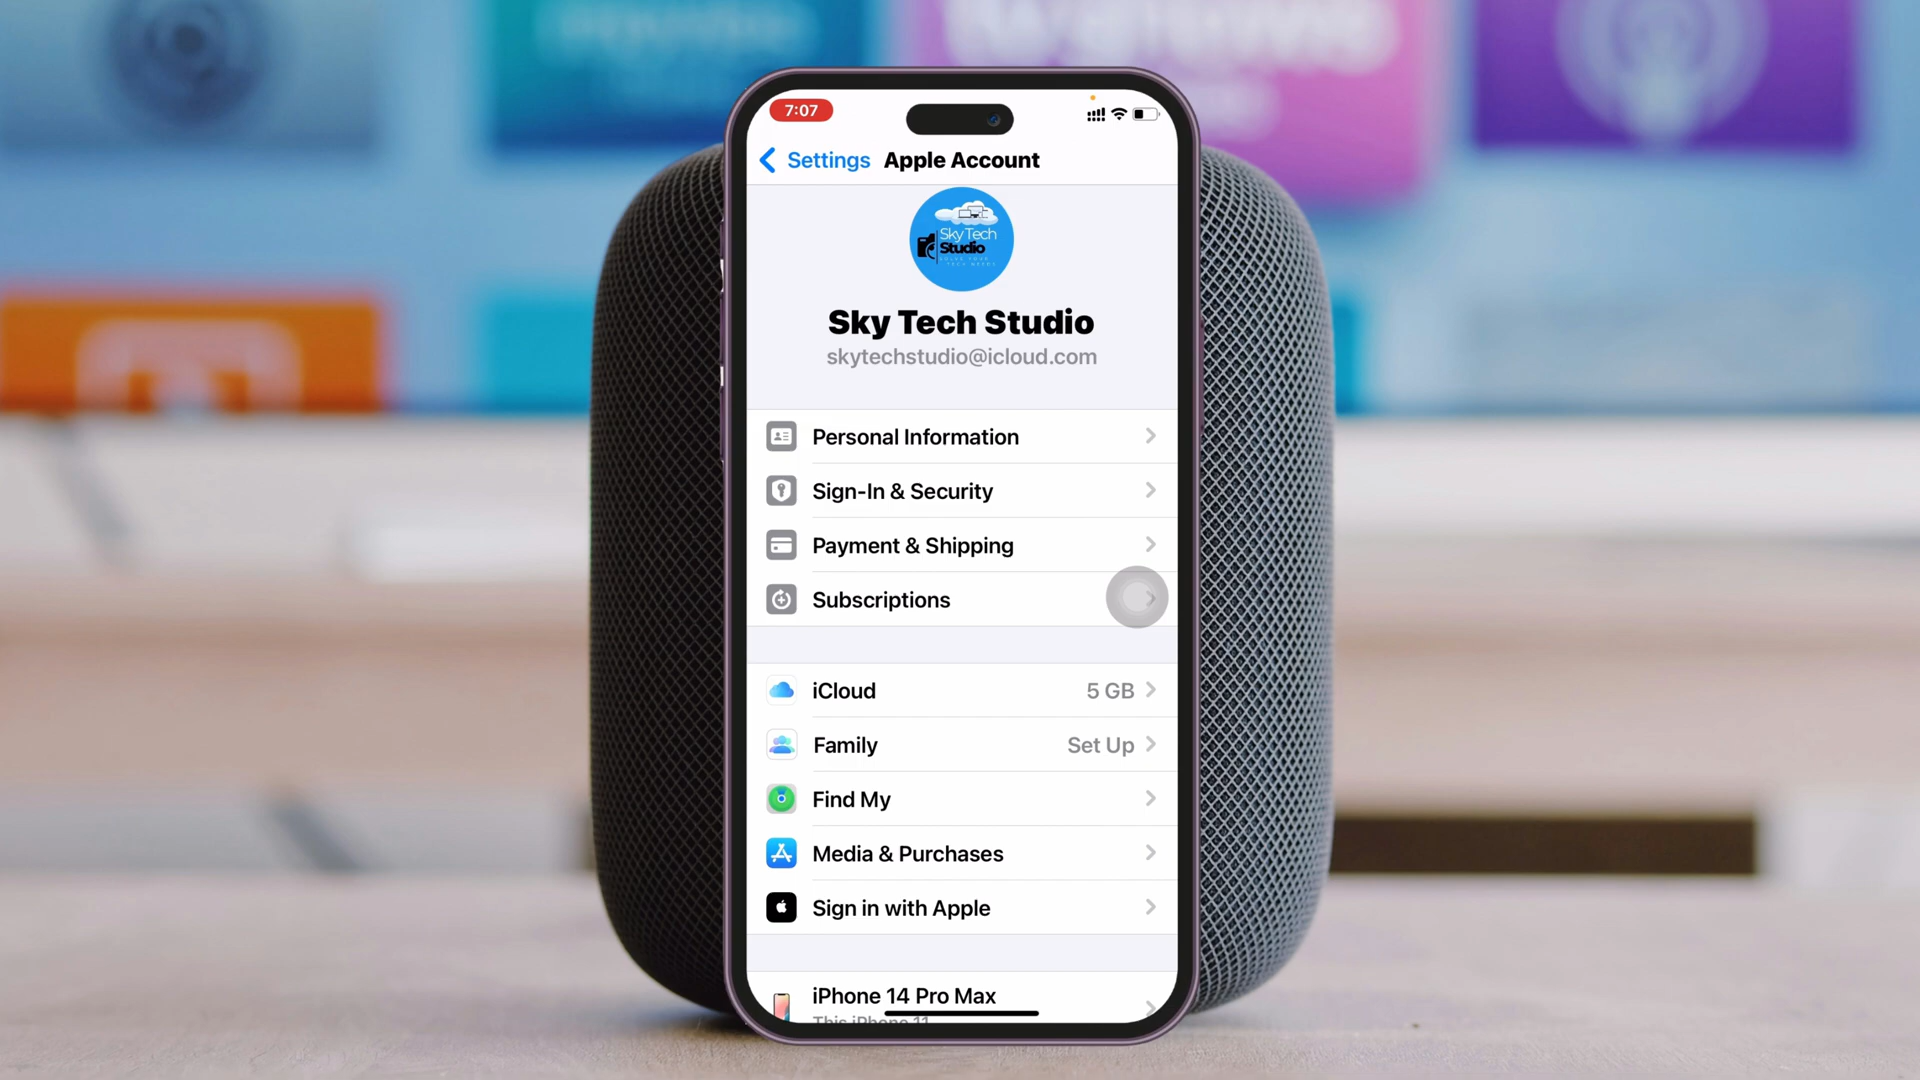 7:07
Settings Apple Account
Sky Tech
Studio
Sky Tech Studio
skytechstudio@icloud.com
Personal Information
Sign-In & Security
Payment & Shipping
Subscriptions
iCloud 5 GB
Family Set Up
Find My
Media & Purchases
Sign in with Apple
iPhone 14 Pro Max
This iPhone 11